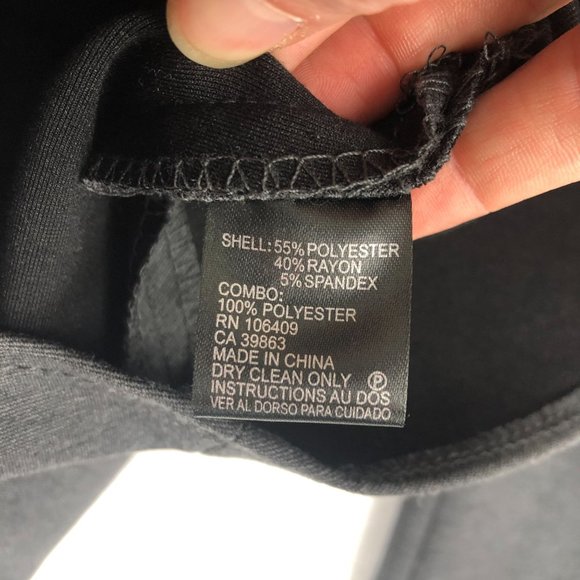 SHELL: 55% POLYESTER
40% RAYON
5% SPANDEX
COMBO:
100% POLYESTER
RN 106409
CA 39863
MADE IN CHINA
DRY CLEAN ONLY P
INSTRUCTIONS AU DOS
VER AL DORSO PARA CUIDADO